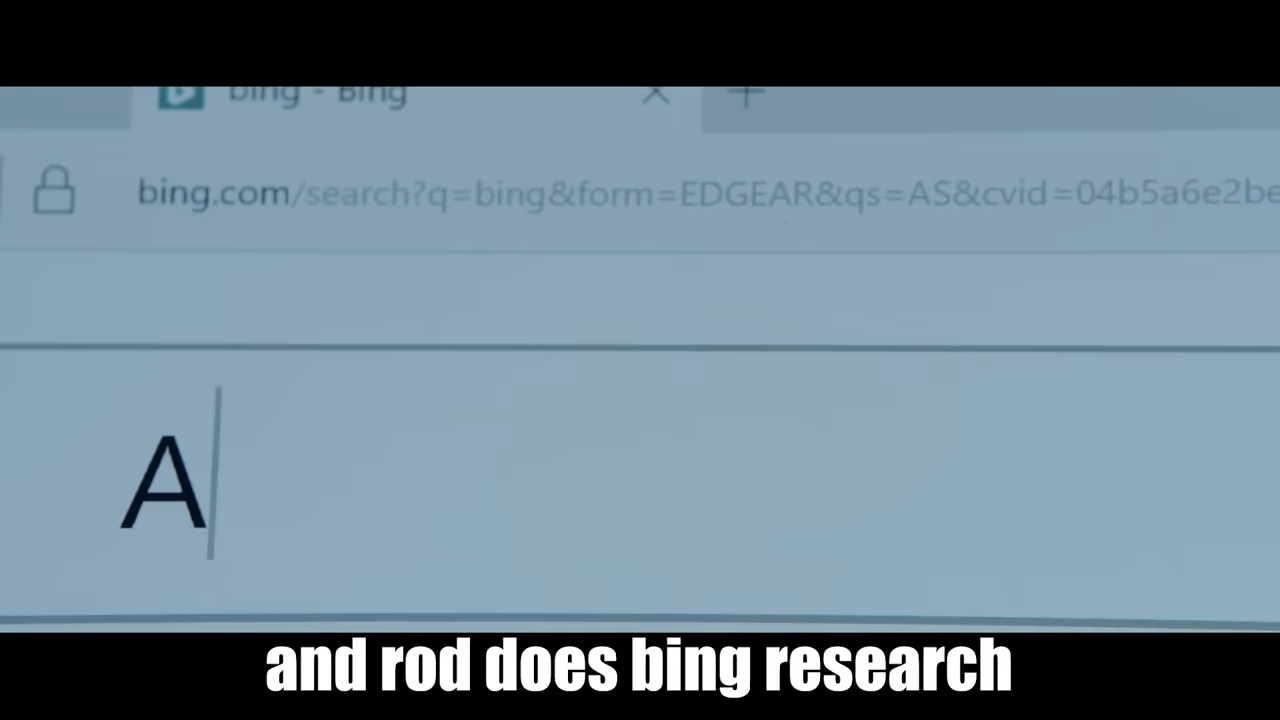 bing - Bing
bing.com/search?q=bing&form=EDGEAR&qs=AS&cvid=04b5a6e2be
A
and rod does bing research